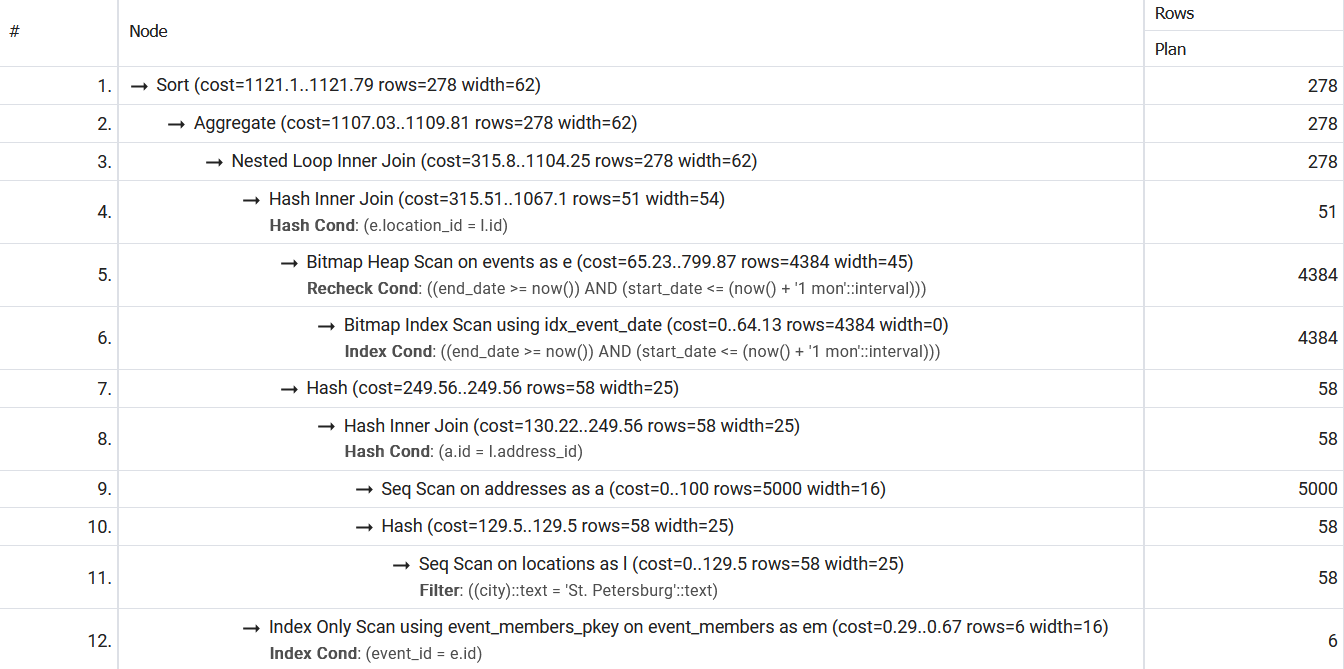 # Node Rows
Plan
1. → Sort (cost=1121.1..1121.79 rows=278 width=62) 278
2. → Aggregate (cost=1107.03..1109.81 rows=278 width=62) 278
3. → Nested Loop Inner Join (cost=315.8..1104.25 rows=278 width=62) 278
4. → Hash Inner Join (cost=315.51..1067.1 rows=51 width=54) 51
Hash Cond: (e.location_id = l.id)
5. → Bitmap Heap Scan on events as e (cost=65.23..799.87 rows=4384 width=45) 4384
Recheck Cond: ((end_date >= now()) AND (start_date <= (now() + '1 mon'::interval)))
6. → Bitmap Index Scan using idx_event_date (cost=0..64.13 rows=4384 width=0) 4384
Index Cond: ((end_date >= now()) AND (start_date <= (now() + '1 mon'::interval)))
7. → Hash (cost=249.56..249.56 rows=58 width=25) 58
8. → Hash Inner Join (cost=130.22..249.56 rows=58 width=25) 58
Hash Cond: (a.id = l.address_id)
9. → Seq Scan on addresses as a (cost=0..100 rows=5000 width=16) 5000
10. → Hash (cost=129.5..129.5 rows=58 width=25) 58
11. → Seq Scan on locations as l (cost=0..129.5 rows=58 width=25) 58
Filter: ((city)::text = 'St. Petersburg'::text)
12. → Index Only Scan using event_members_pkey on event_members as em (cost=0.29..0.67 rows=6 width=16) 6
Index Cond: (event_id = e.id)